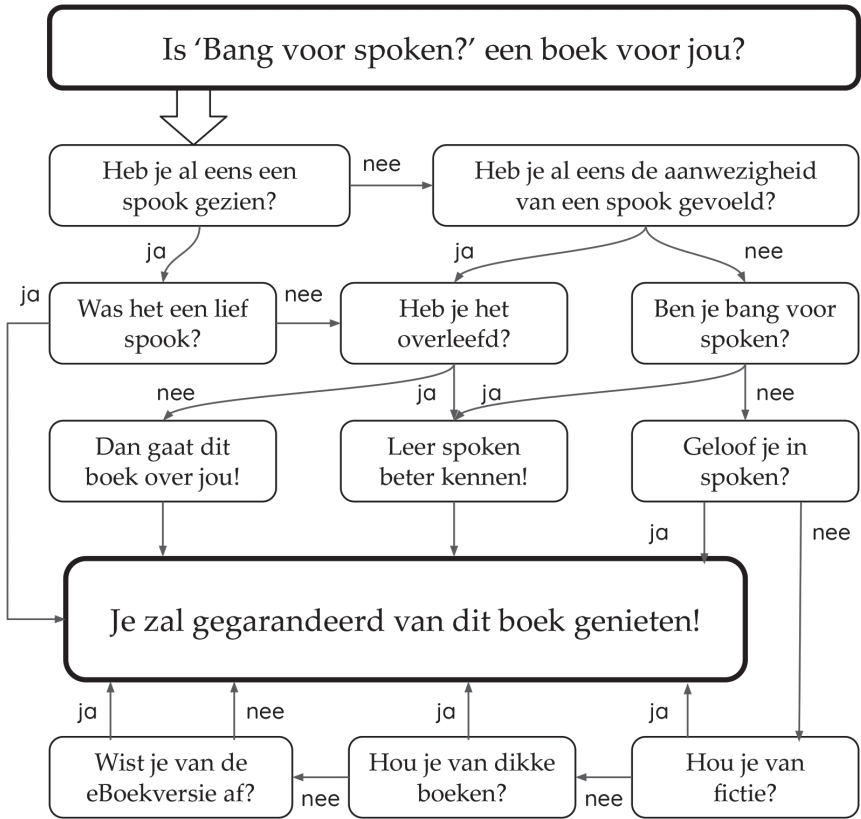 Is ‘Bang voor spoken?’ een boek voor jou?
Heb je al eens een
spook gezien?
nee
Heb je al eens de aanwezigheid
van een spook gevoeld?
ja
ja
nee
ja
Was het een lief
spook?
nee
Heb je het
overleefd?
Ben je bang voor
spoken?
nee
ja
ja
nee
Dan gaat dit
boek over jou!
Leer spoken
beter kennen!
Geloof je in
spoken?
ja
nee
Je zal gegarandeerd van dit boek genieten!
ja
nee
ja
ja
Wist je van de
eBoekversie af?
nee
Hou je van dikke
boeken?
nee
Hou je van
fictie?